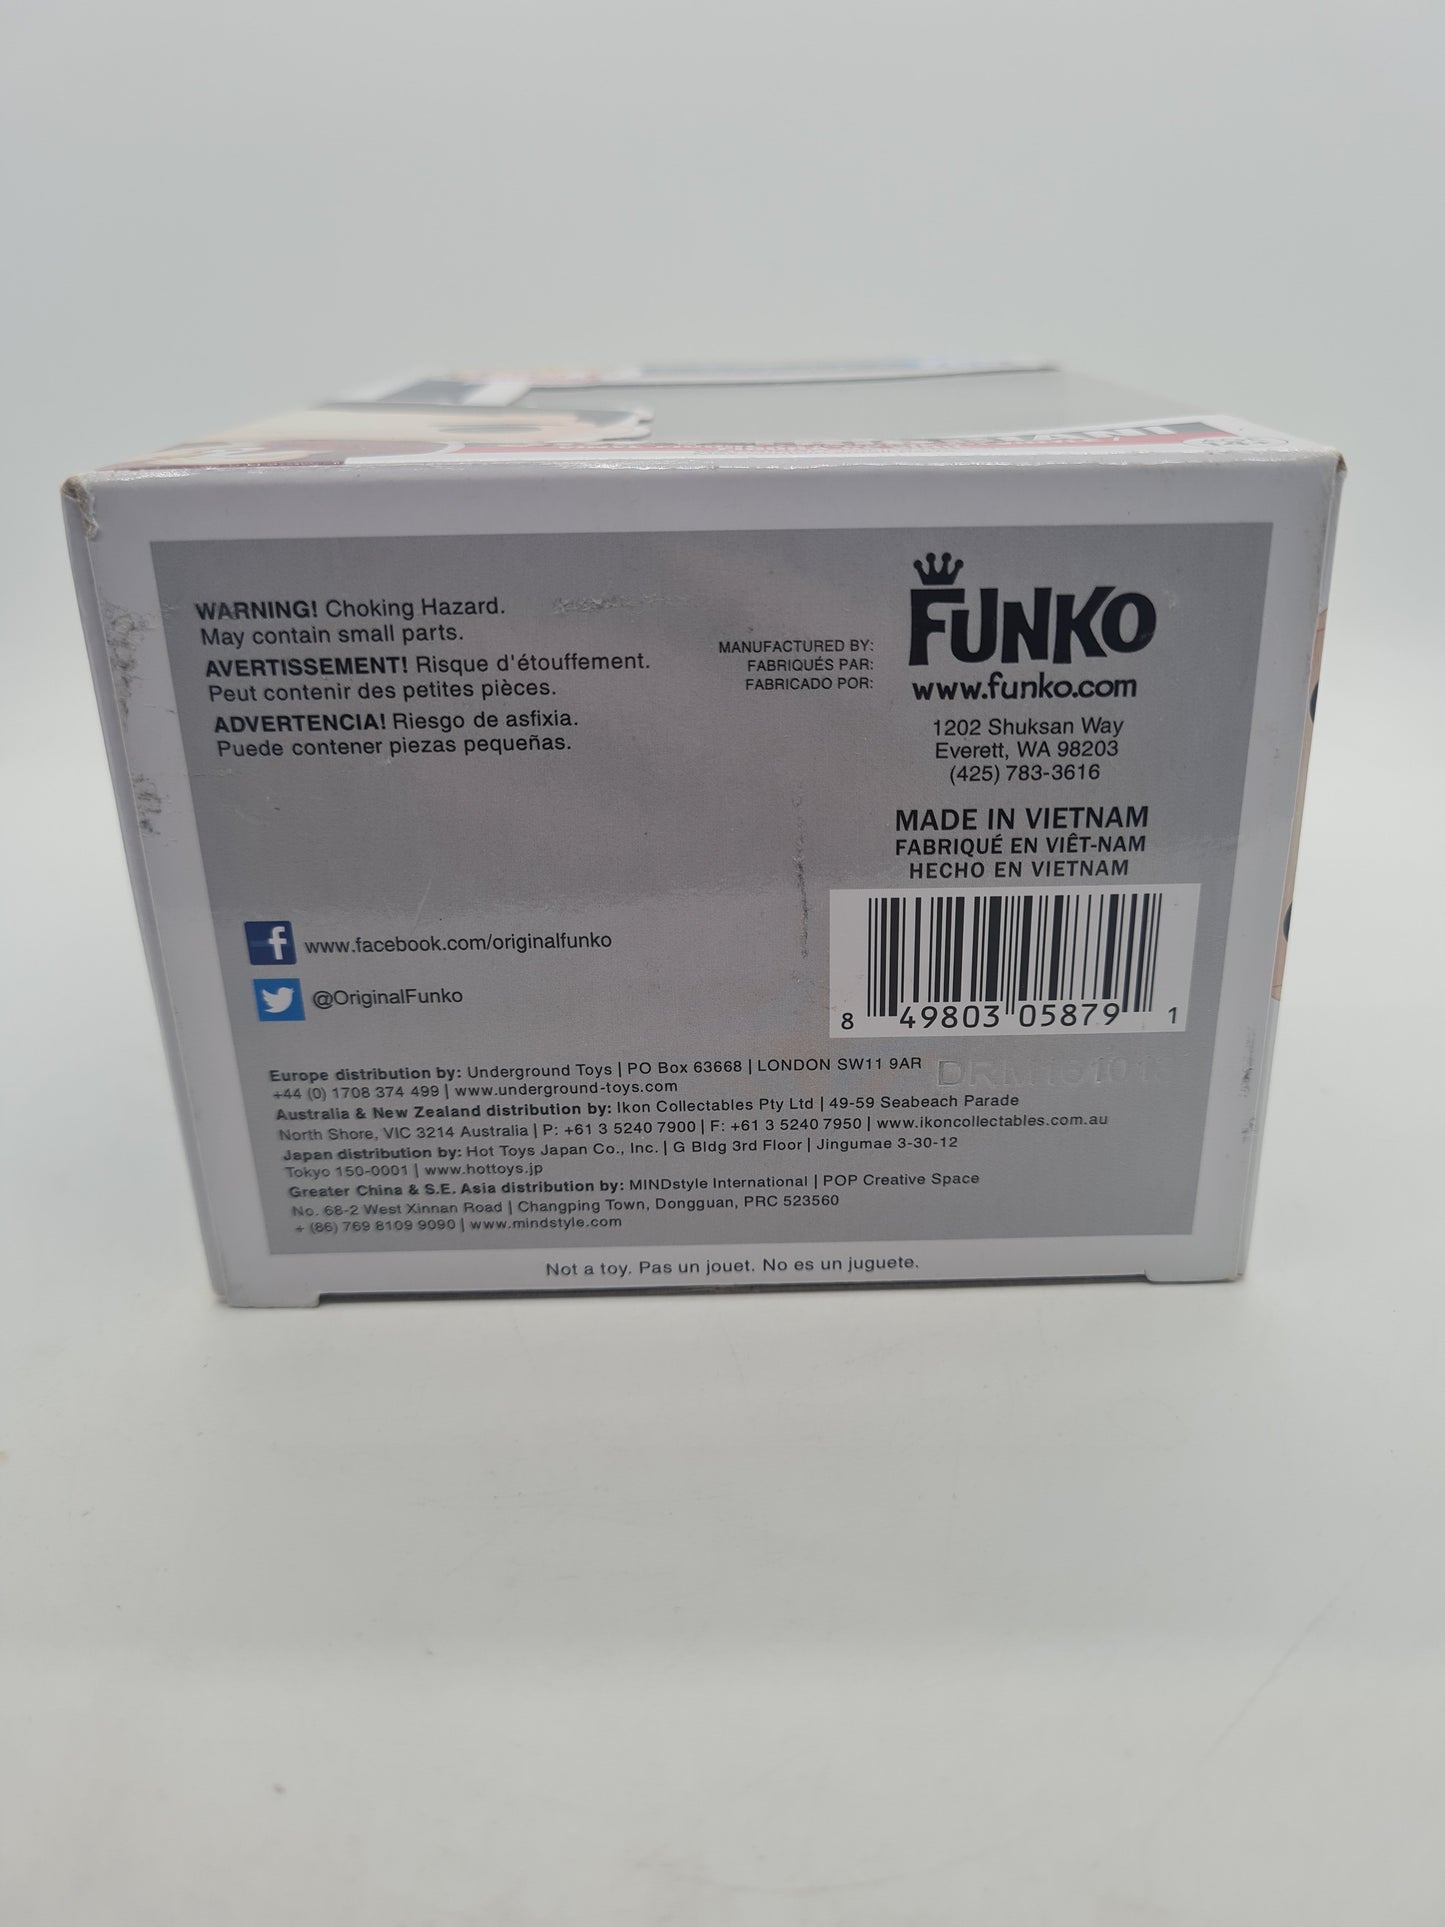 WARNING! Choking Hazard.
May contain small parts.
AVERTISSEMENT! Risque d'étouffement.
Peut contenir des petites pièces.
ADVERTENCIA! Riesgo de asfixia.
Puede contener piezas pequeñas.
MANUFACTURED BY:
FABRIQUÉS PAR:
FABRICADO POR:
FUNKO
www.funko.com
1202 Shuksan Way
Everett, WA 98203
(425) 783-3616
MADE IN VIETNAM
FABRIQUÉ EN VIÊT-NAM
HECHO EN VIETNAM
8 49803 05879 1
f www.facebook.com/originalfunko
@OriginalFunko
Europe distribution by: Underground Toys | PO Box 63668 | LONDON SW11 9AR
+44 (0) 1708 374 499 | www.underground-toys.com
Australia & New Zealand distribution by: Ikon Collectables Pty Ltd | 49-59 Seabeach Parade
North Shore, VIC 3214 Australia | P: +61 3 5240 7900 | F: +61 3 5240 7950 | www.ikoncollectables.com.au
Japan distribution by: Hot Toys Japan Co., Inc. | G Bldg 3rd Floor | Jingumae 3-30-12
Tokyo 150-0001 | www.hottoys.jp
Greater China & S.E. Asia distribution by: MINDstyle International | POP Creative Space
No. 68-2 West Xinnan Road | Changping Town, Dongguan, PRC 523560
+ (86) 769 8109 9090 | www.mindstyle.com
Not a toy. Pas un jouet. No es un juguete.